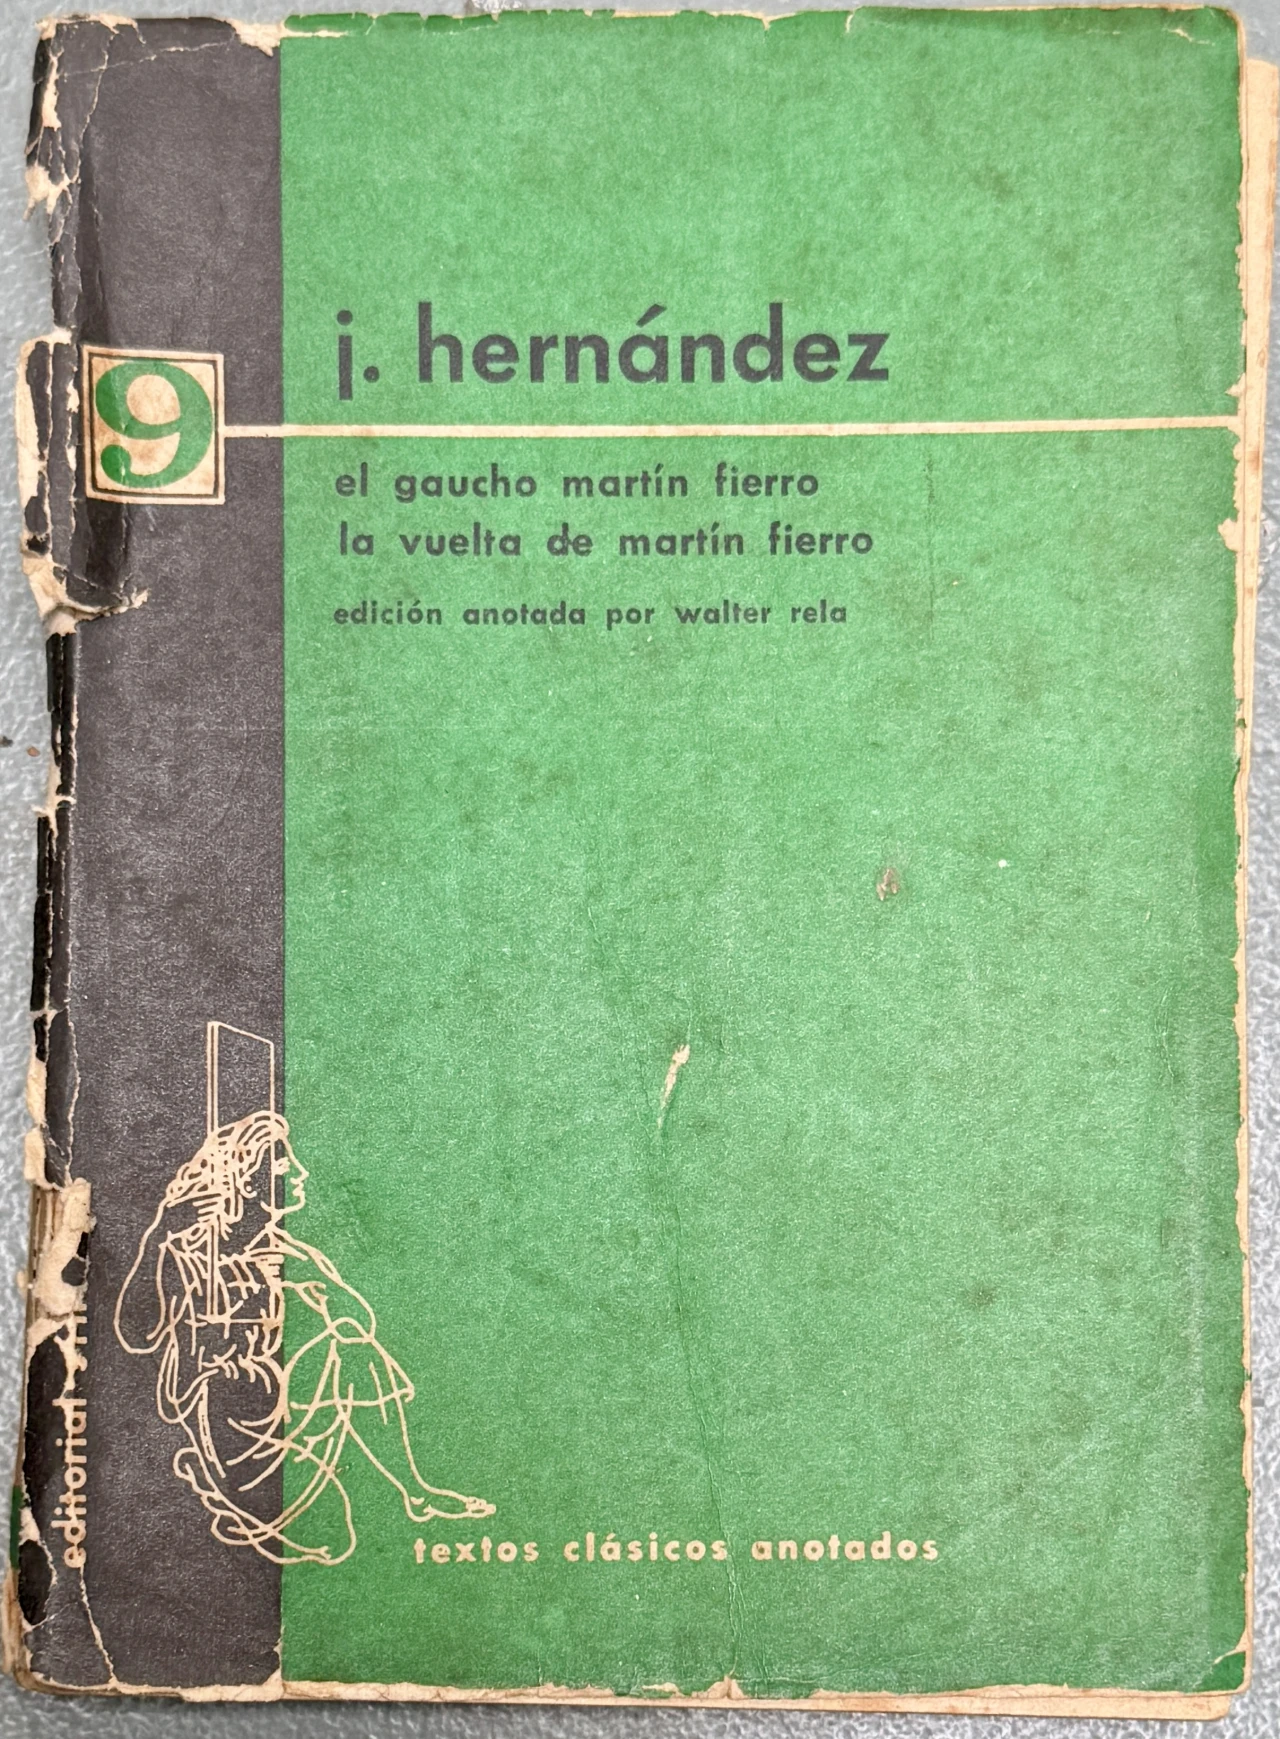 j. hernández
9
el gaucho martín fierro
la vuelta de martín fierro
edición anotada por walter rela
editorial
textos clásicos anotados